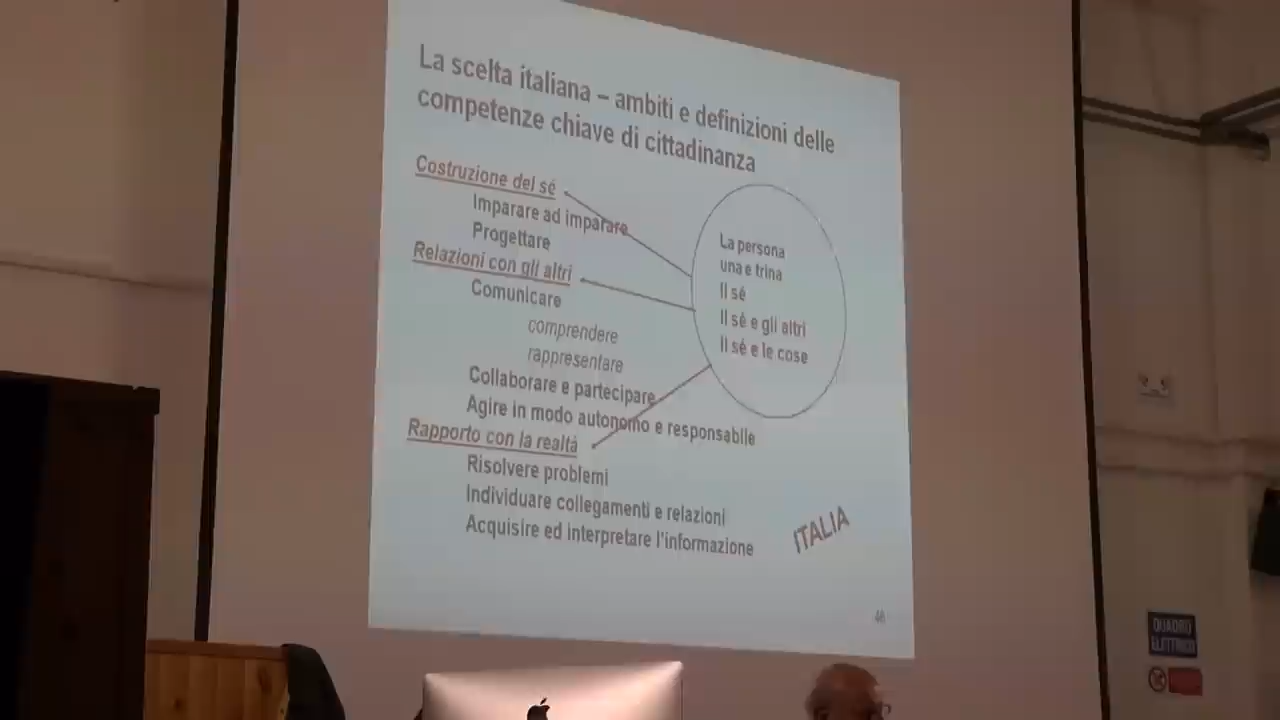 La scelta italiana – ambiti e definizioni delle
competenze chiave di cittadinanza
Costruzione del sé
Imparare ad imparare
Progettare
Relazioni con gli altri
Comunicare
comprendere
rappresentare
Collaborare e partecipare
Agire in modo autonomo e responsabile
Rapporto con la realtà
Risolvere problemi
Individuare collegamenti e relazioni
Acquisire ed interpretare l'informazione
La persona
una e trina
Il sé
Il sé e gli altri
Il sé e le cose
ITALIA
QUADRO
ELETTRICO